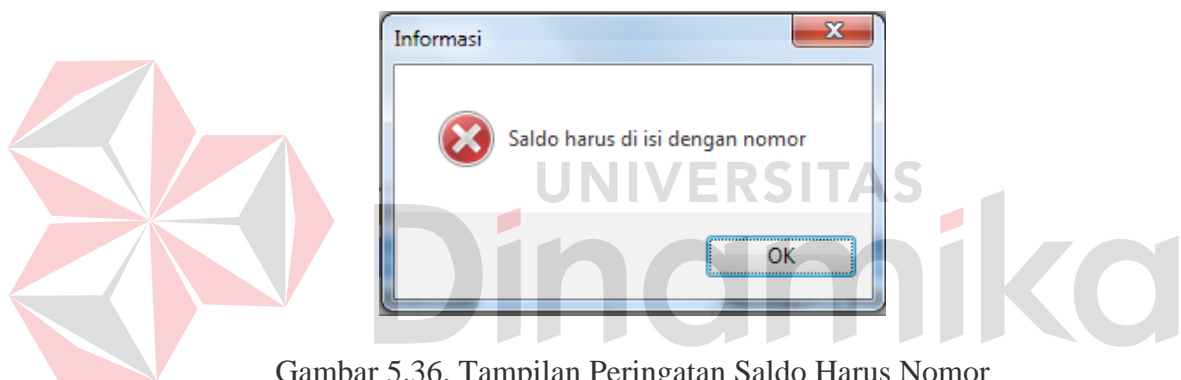 Informasi
Saldo harus di isi dengan nomor
UNIVERSITAS
Dinamika
OK
Gambar 5.36. Tampilan Peringatan Saldo Harus Nomor